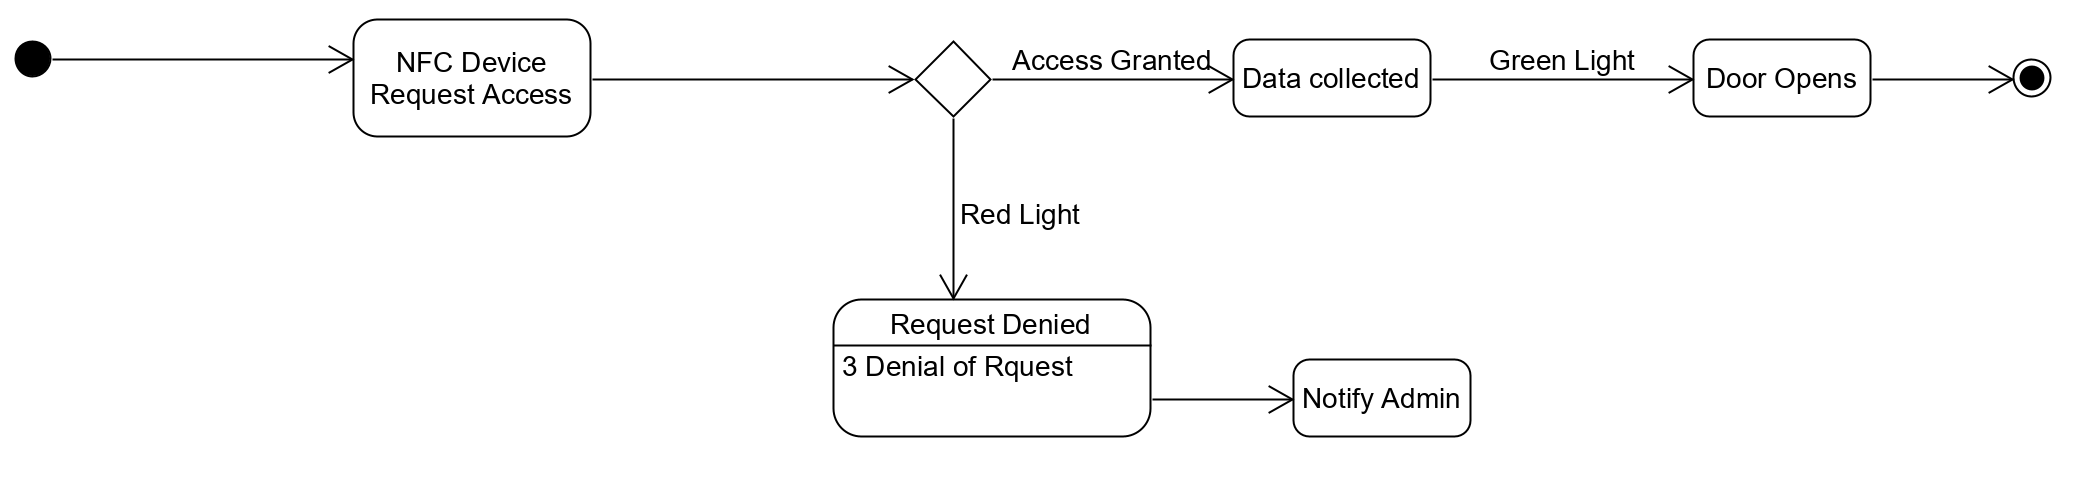 NFC Device
Request Access
Access Granted
Data collected
Green Light
Door Opens
Red Light
Request Denied
3 Denial of Rquest
Notify Admin